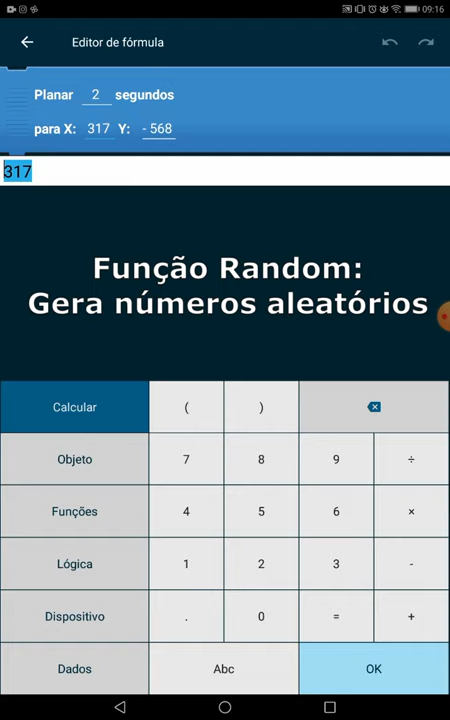 09:16
Editor de fórmula
Planar 2 segundos
para X: 317 Y: - 568
317
Função Random:
Gera números aleatórios
Calcular ( )
Objeto 7 8 9 ÷
Funções 4 5 6 ×
Lógica 1 2 3 -
Dispositivo . 0 = +
Dados Abc OK